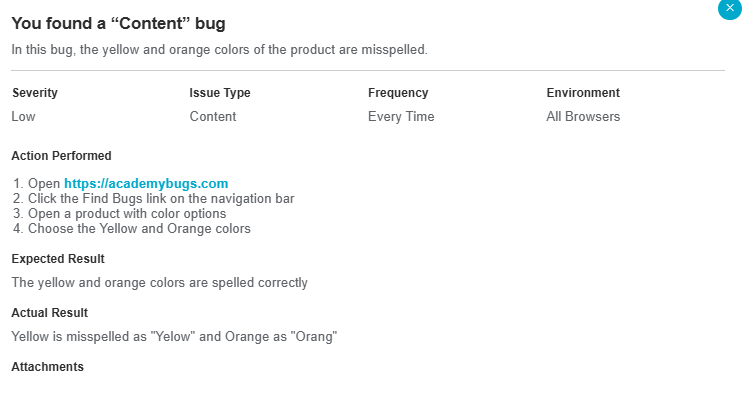 You found a “Content” bug
In this bug, the yellow and orange colors of the product are misspelled.
Severity Issue Type Frequency Environment
Low Content Every Time All Browsers
Action Performed
1. Open https://academybugs.com
2. Click the Find Bugs link on the navigation bar
3. Open a product with color options
4. Choose the Yellow and Orange colors
Expected Result
The yellow and orange colors are spelled correctly
Actual Result
Yellow is misspelled as "Yelow" and Orange as "Orang"
Attachments